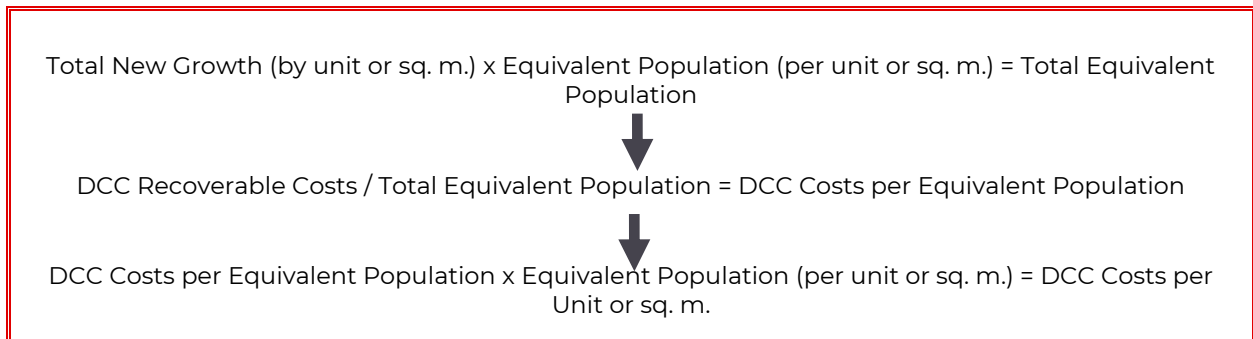 Total New Growth (by unit or sq. m.) x Equivalent Population (per unit or sq. m.) = Total Equivalent
Population
DCC Recoverable Costs / Total Equivalent Population = DCC Costs per Equivalent Population
DCC Costs per Equivalent Population x Equivalent Population (per unit or sq. m.) = DCC Costs per
Unit or sq. m.